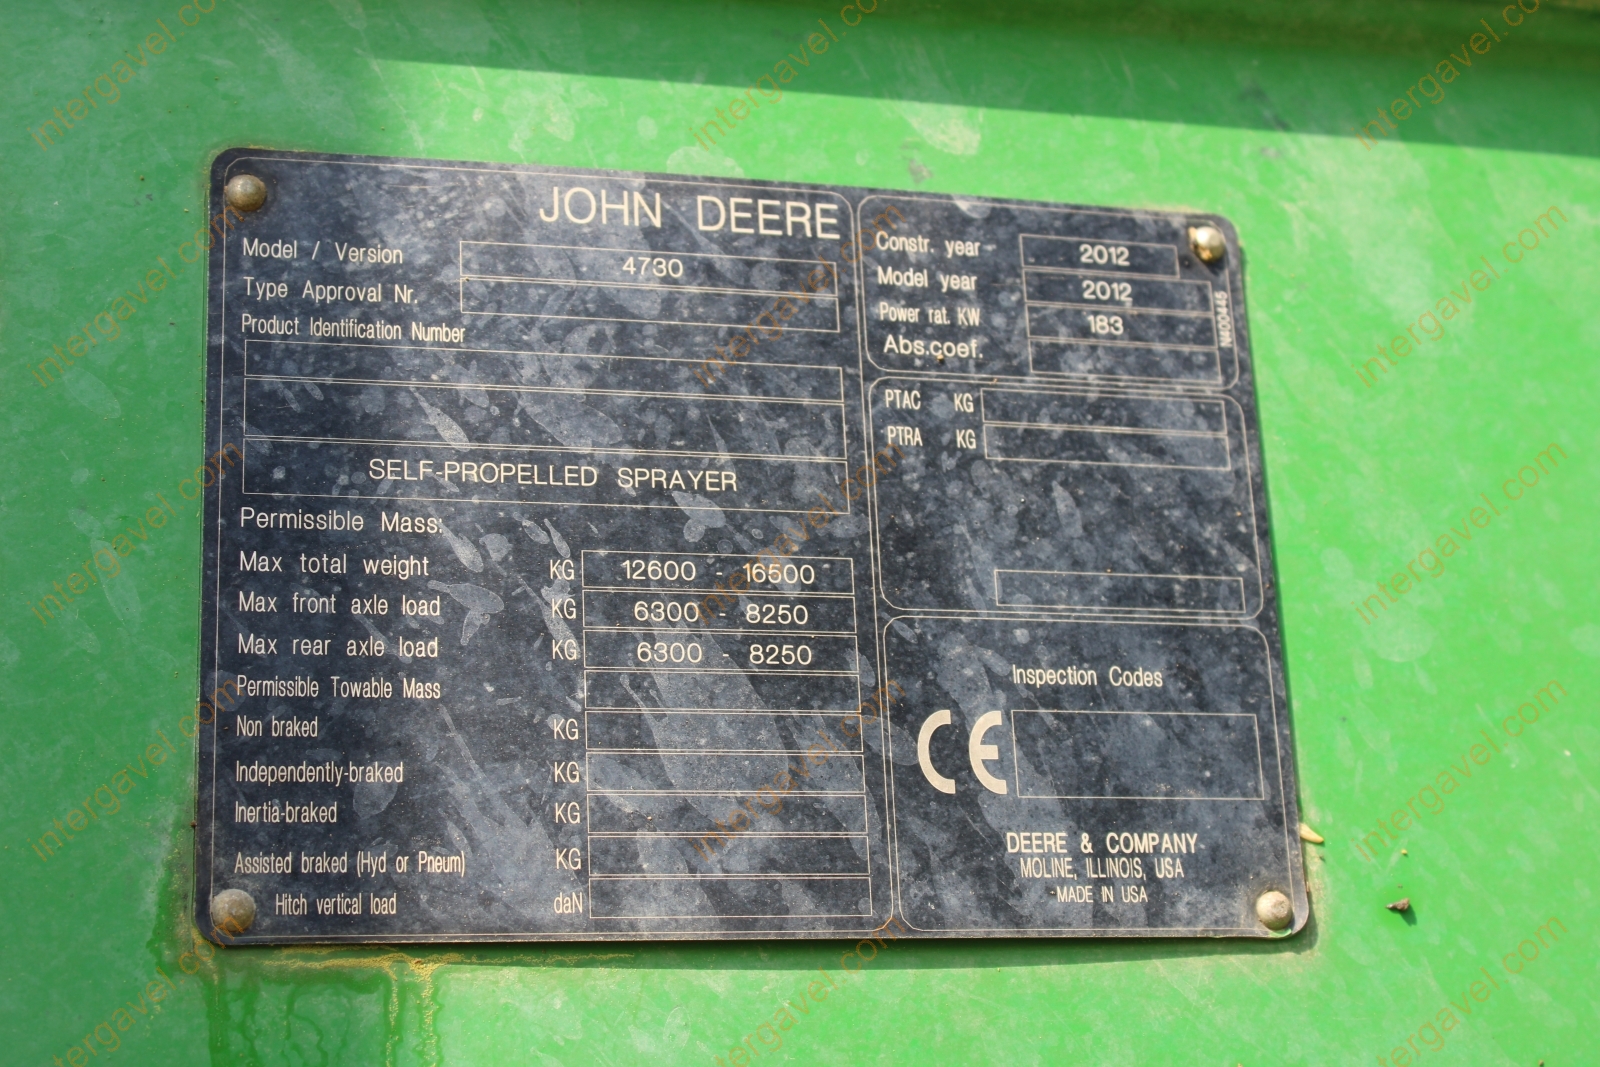 JOHN DEERE
Model / Version 4730
Type Approval Nr.
Product Identification Number
SELF-PROPELLED SPRAYER
Permissible Mass:
Max total weight KG 12600 - 16500
Max front axle load KG 6300 - 8250
Max rear axle load KG 6300 - 8250
Permissible Towable Mass
Non braked KG
Independently-braked KG
Inertia-braked KG
Assisted braked (Hyd or Pneum) KG
Hitch vertical load daN
Constr. year 2012
Model year 2012
Power rat. KW 183
Abs.coef.
N400445
PTAC KG
PTRA KG
Inspection Codes
CE
DEERE & COMPANY
MOLINE, ILLINOIS, USA
MADE IN USA
intergavel.com